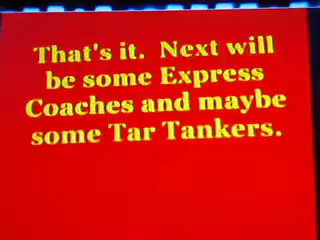 That's it.  Next will
be some Express
Coaches and maybe
some Tar Tankers.